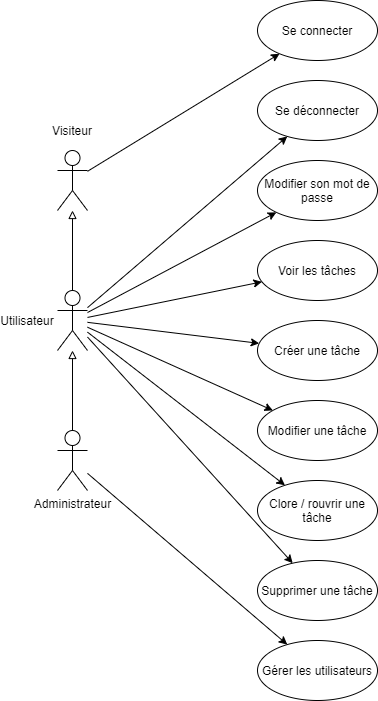 Se connecter
Se déconnecter
Visiteur
Modifier son mot de
passe
Voir les tâches
Utilisateur
Créer une tâche
Modifier une tâche
Clore / rouvrir une
tâche
Administrateur
Supprimer une tâche
Gérer les utilisateurs